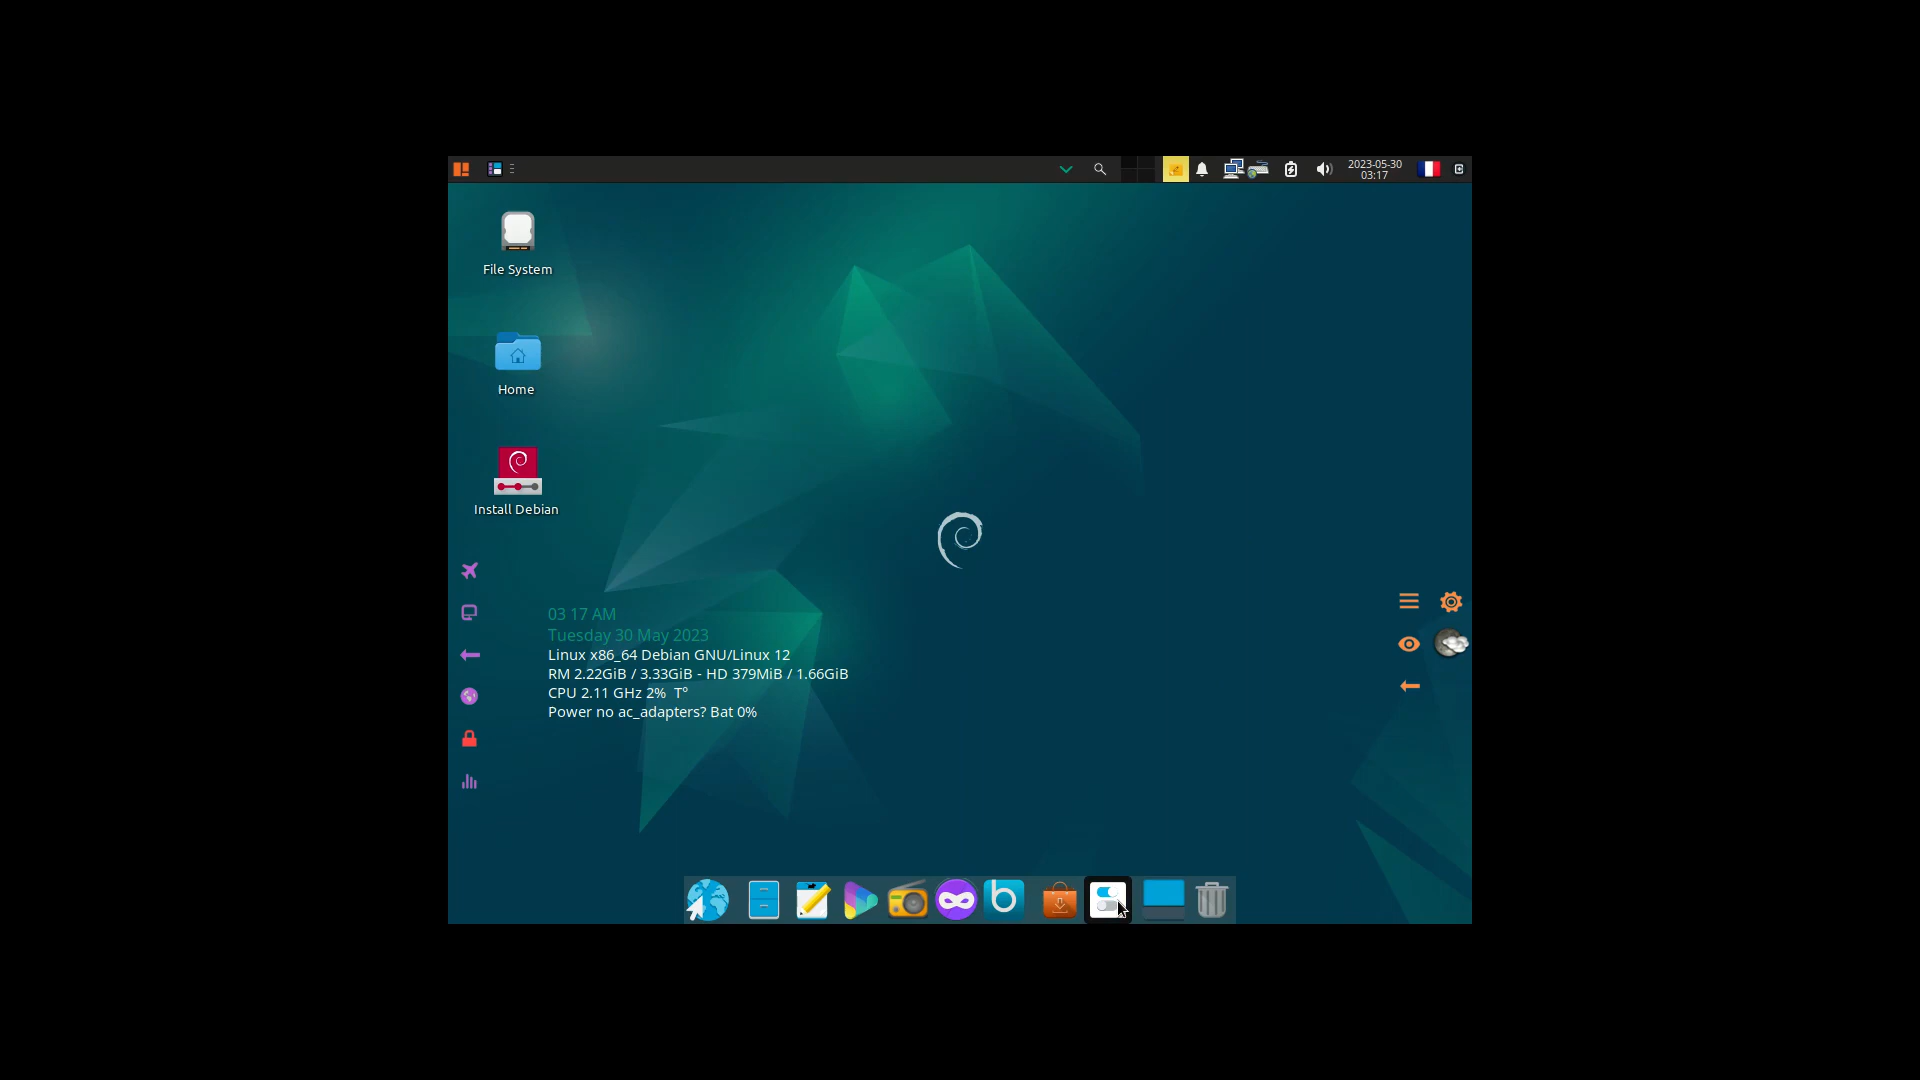 2023-05-30
03:17
File System
Home
Install Debian
03 17 AM
Tuesday 30 May 2023
Linux x86_64 Debian GNU/Linux 12
RM 2.22GiB / 3.33GiB - HD 379MiB / 1.66GiB
CPU 2.11 GHz 2% T°
Power no ac_adapters? Bat 0%
b